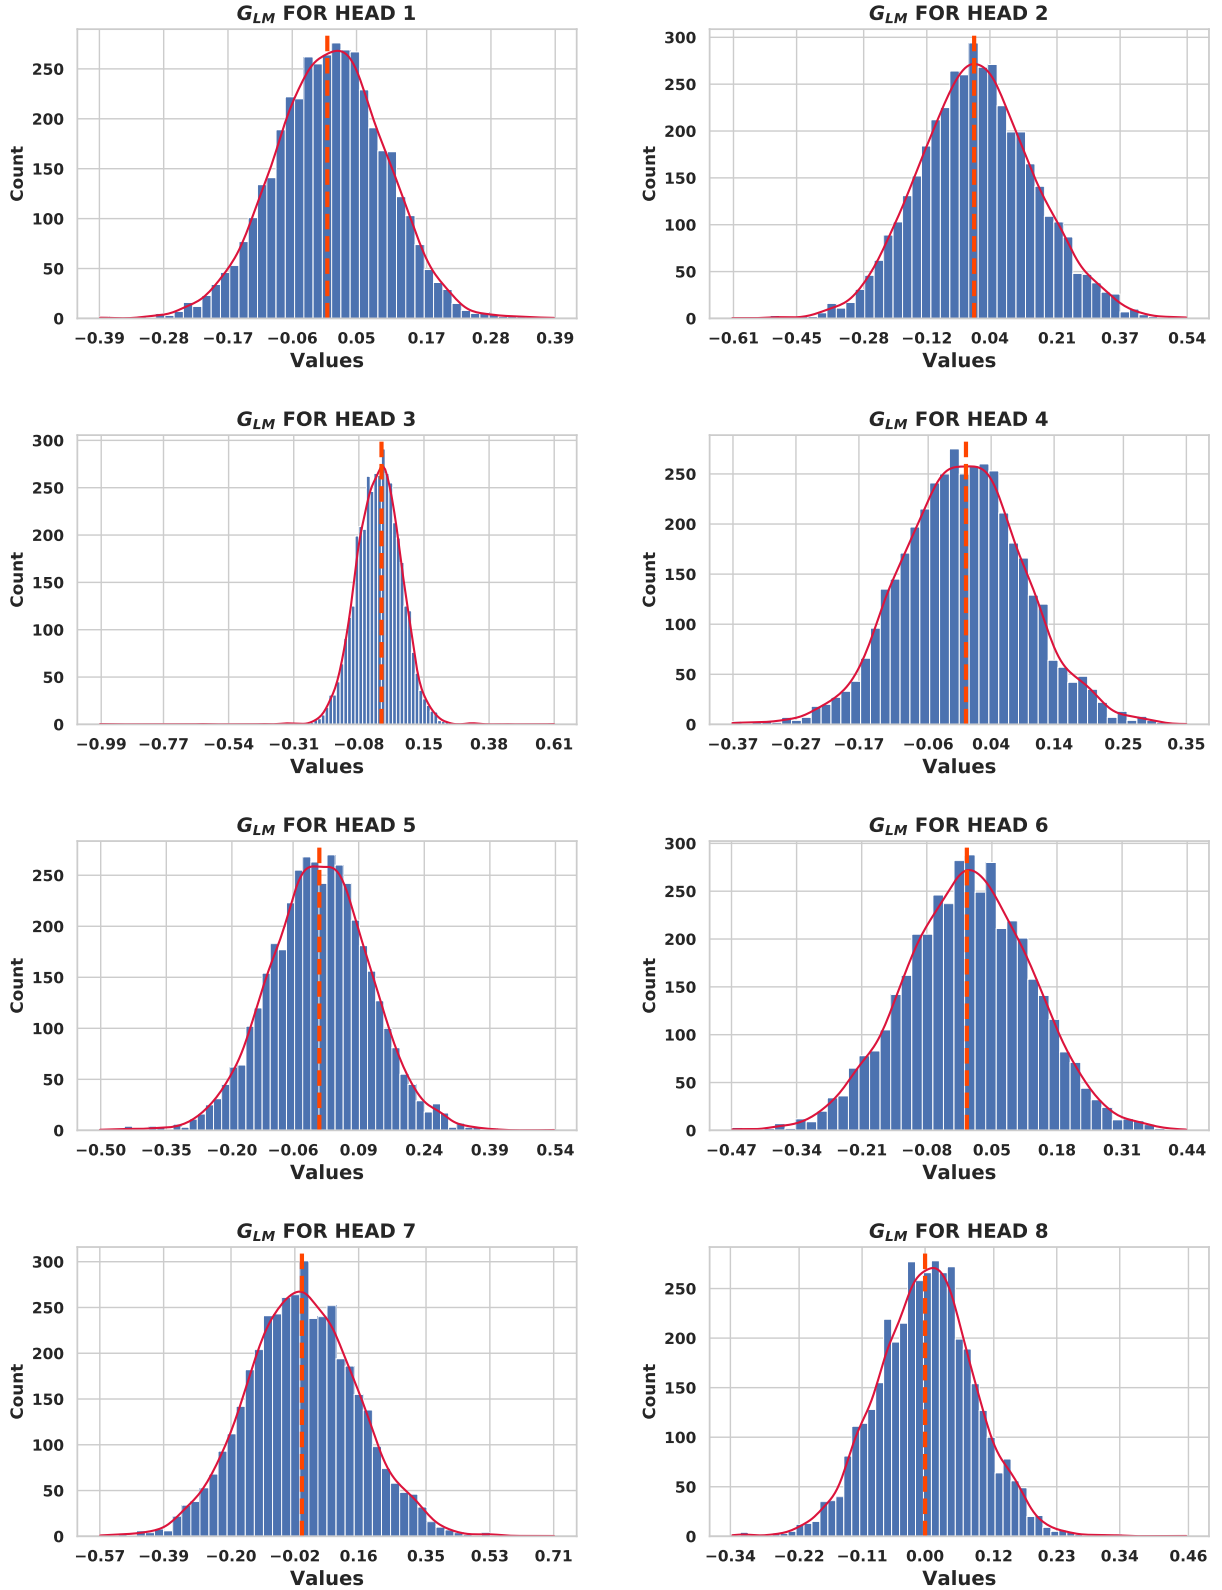 G_LM FOR HEAD 1
Count
250
200
150
100
50
0
−0.39 −0.28 −0.17 −0.06 0.05 0.17 0.28 0.39
Values
G_LM FOR HEAD 2
Count
300
250
200
150
100
50
0
−0.61 −0.45 −0.28 −0.12 0.04 0.21 0.37 0.54
Values
G_LM FOR HEAD 3
Count
300
250
200
150
100
50
0
−0.99 −0.77 −0.54 −0.31 −0.08 0.15 0.38 0.61
Values
G_LM FOR HEAD 4
Count
250
200
150
100
50
0
−0.37 −0.27 −0.17 −0.06 0.04 0.14 0.25 0.35
Values
G_LM FOR HEAD 5
Count
250
200
150
100
50
0
−0.50 −0.35 −0.20 −0.06 0.09 0.24 0.39 0.54
Values
G_LM FOR HEAD 6
Count
300
250
200
150
100
50
0
−0.47 −0.34 −0.21 −0.08 0.05 0.18 0.31 0.44
Values
G_LM FOR HEAD 7
Count
300
250
200
150
100
50
0
−0.57 −0.39 −0.20 −0.02 0.16 0.35 0.53 0.71
Values
G_LM FOR HEAD 8
Count
250
200
150
100
50
0
−0.34 −0.22 −0.11 0.00 0.12 0.23 0.34 0.46
Values